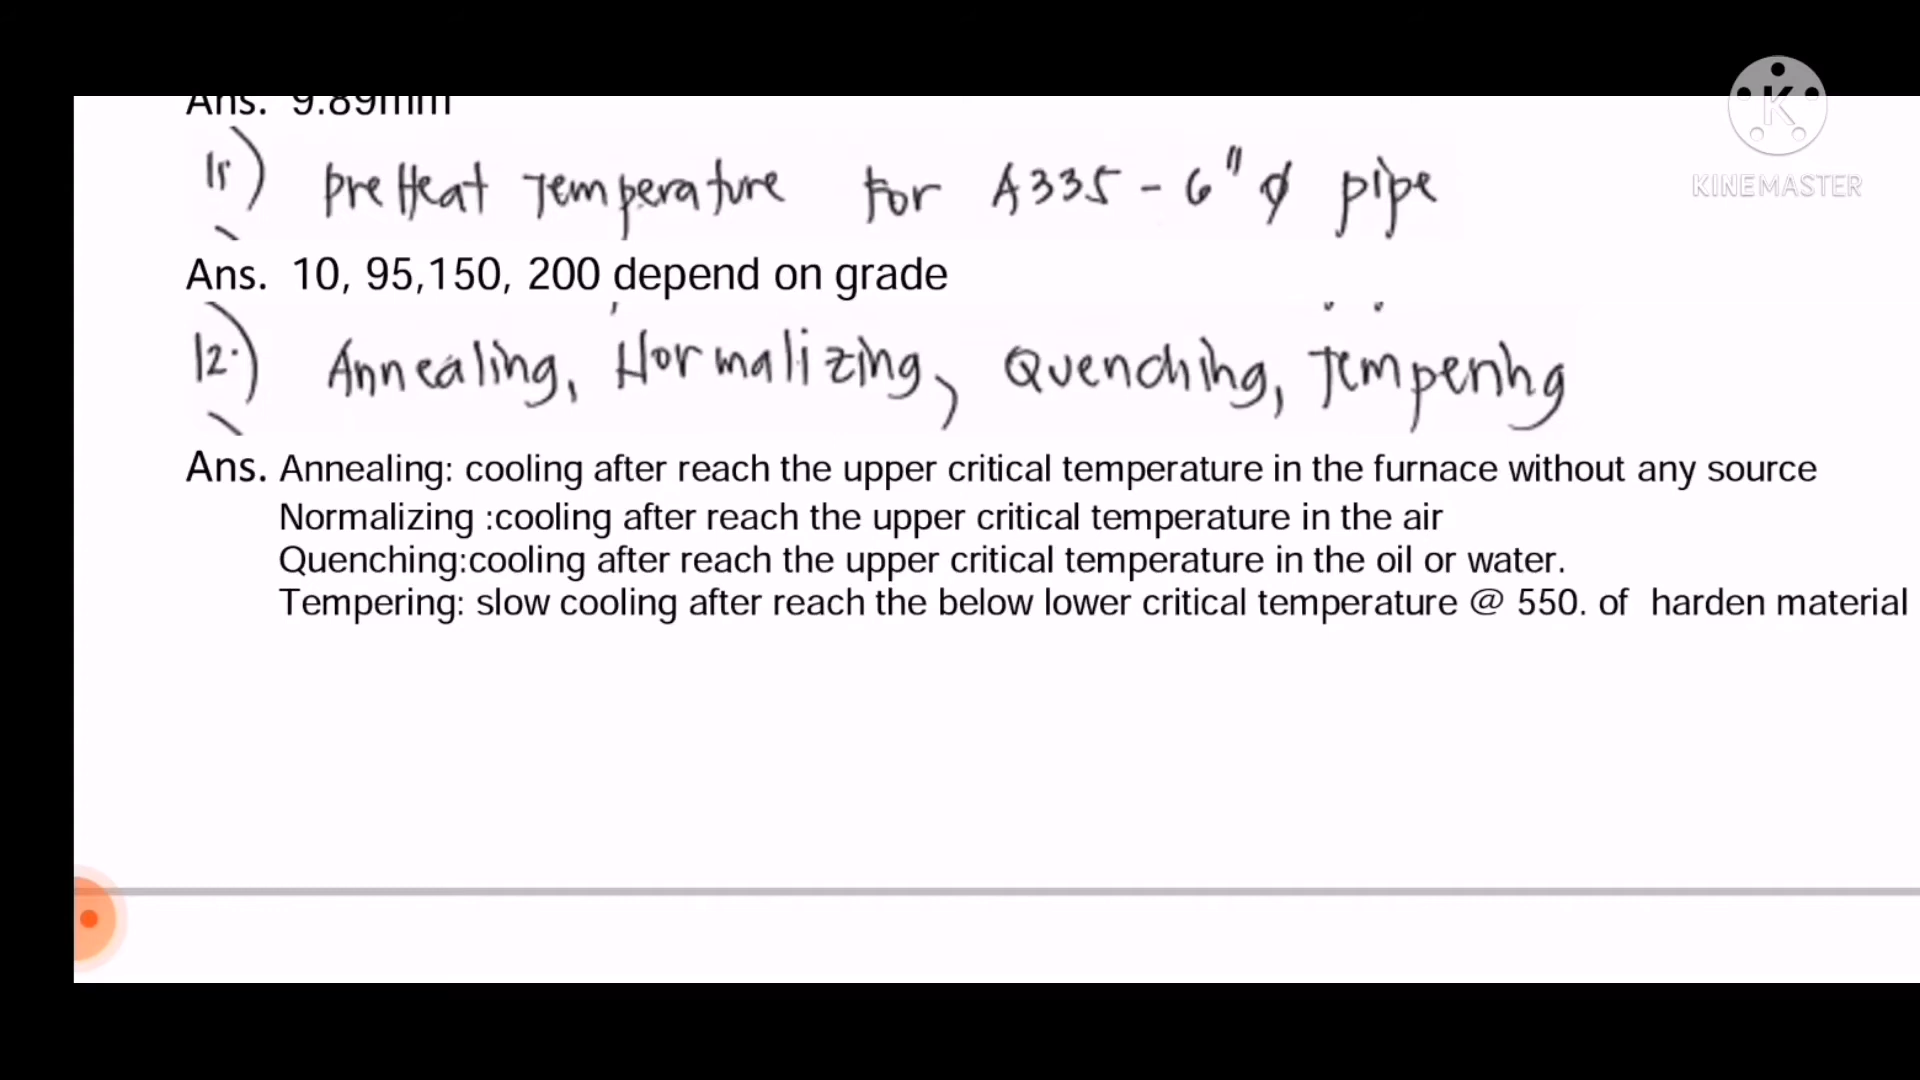 Ans. 9.89mm
K
KINEMASTER
11) PreHeat Temperature for A335 - 6" ϕ pipe
Ans. 10, 95,150, 200 depend on grade
12.) Annealing, Normalizing, Quenching, Tempering
Ans. Annealing: cooling after reach the upper critical temperature in the furnace without any source
Normalizing :cooling after reach the upper critical temperature in the air
Quenching:cooling after reach the upper critical temperature in the oil or water.
Tempering: slow cooling after reach the below lower critical temperature @ 550. of harden material